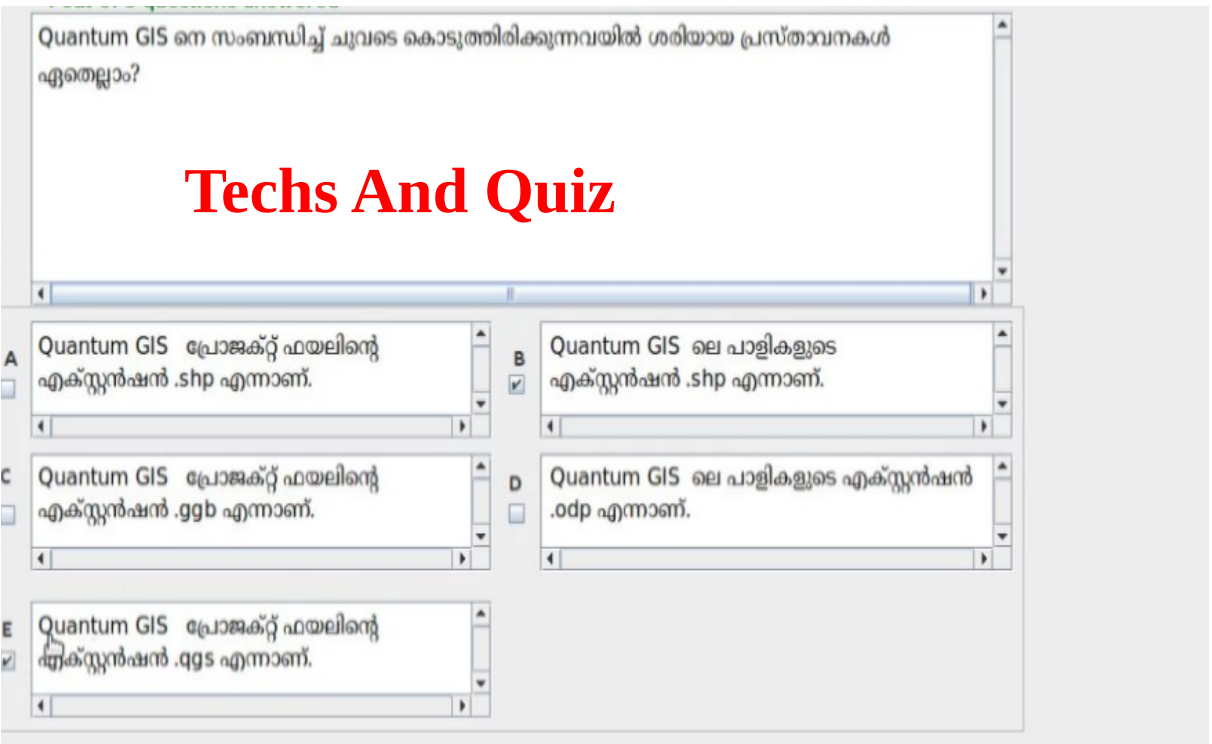 Quantum GIS നെ സംബന്ധിച്ച് ചുവടെ കൊടുത്തിരിക്കുന്നവയിൽ ശരിയായ പ്രസ്താവനകൾ
ഏതെല്ലാം?
Techs And Quiz
A
Quantum GIS പ്രോജക്റ്റ് ഫയലിന്റെ
എക്സ്റ്റൻഷൻ .shp എന്നാണ്.
B
Quantum GIS ലെ പാളികളുടെ
എക്സ്റ്റൻഷൻ .shp എന്നാണ്.
C
Quantum GIS പ്രോജക്റ്റ് ഫയലിന്റെ
എക്സ്റ്റൻഷൻ .ggb എന്നാണ്.
D
Quantum GIS ലെ പാളികളുടെ എക്സ്റ്റൻഷൻ
.odp എന്നാണ്.
E
Quantum GIS പ്രോജക്റ്റ് ഫയലിന്റെ
എക്സ്റ്റൻഷൻ .qgs എന്നാണ്.